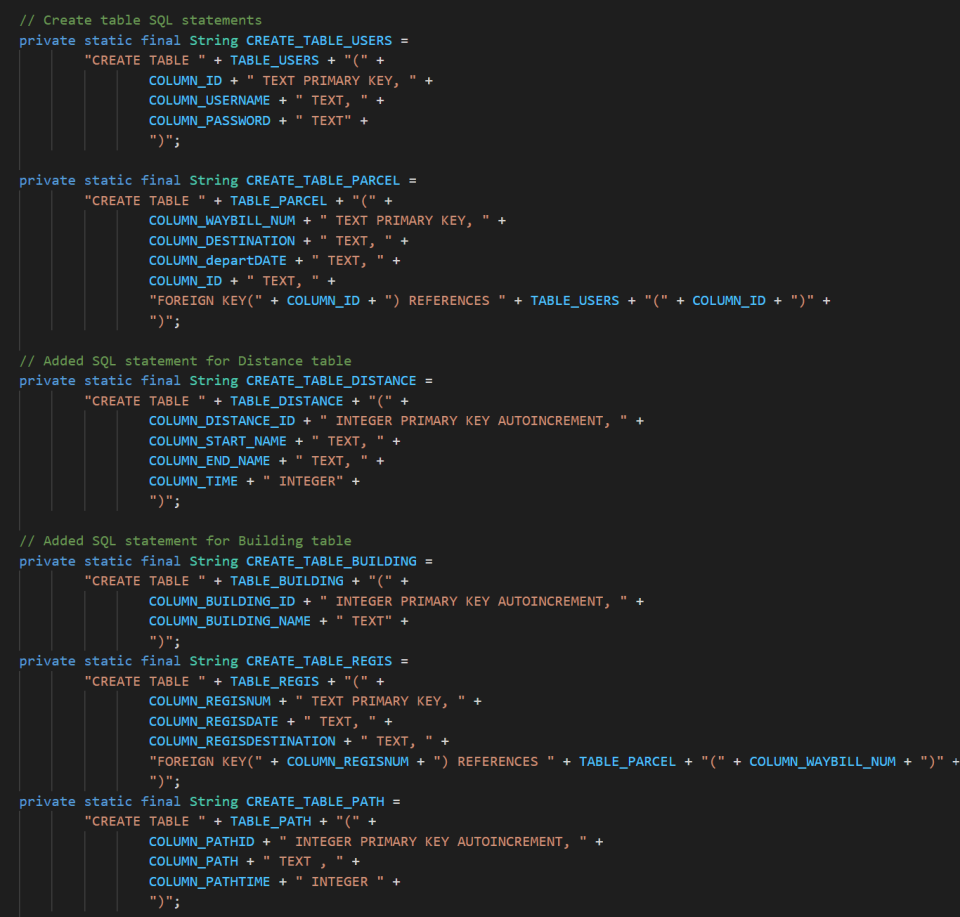 // Create table SQL statements
private static final String CREATE_TABLE_USERS =
"CREATE TABLE " + TABLE_USERS + "(" +
COLUMN_ID + " TEXT PRIMARY KEY, " +
COLUMN_USERNAME + " TEXT, " +
COLUMN_PASSWORD + " TEXT" +
")";
private static final String CREATE_TABLE_PARCEL =
"CREATE TABLE " + TABLE_PARCEL + "(" +
COLUMN_WAYBILL_NUM + " TEXT PRIMARY KEY, " +
COLUMN_DESTINATION + " TEXT, " +
COLUMN_departDATE + " TEXT, " +
COLUMN_ID + " TEXT, " +
"FOREIGN KEY(" + COLUMN_ID + ") REFERENCES " + TABLE_USERS + "(" + COLUMN_ID + ")" +
")";
// Added SQL statement for Distance table
private static final String CREATE_TABLE_DISTANCE =
"CREATE TABLE " + TABLE_DISTANCE + "(" +
COLUMN_DISTANCE_ID + " INTEGER PRIMARY KEY AUTOINCREMENT, " +
COLUMN_START_NAME + " TEXT, " +
COLUMN_END_NAME + " TEXT, " +
COLUMN_TIME + " INTEGER" +
")";
// Added SQL statement for Building table
private static final String CREATE_TABLE_BUILDING =
"CREATE TABLE " + TABLE_BUILDING + "(" +
COLUMN_BUILDING_ID + " INTEGER PRIMARY KEY AUTOINCREMENT, " +
COLUMN_BUILDING_NAME + " TEXT" +
")";
private static final String CREATE_TABLE_REGIS =
"CREATE TABLE " + TABLE_REGIS + "(" +
COLUMN_REGISNUM + " TEXT PRIMARY KEY, " +
COLUMN_REGISDATE + " TEXT, " +
COLUMN_REGISDESTINATION + " TEXT, " +
"FOREIGN KEY(" + COLUMN_REGISNUM + ") REFERENCES " + TABLE_PARCEL + "(" + COLUMN_WAYBILL_NUM + ")" +
")";
private static final String CREATE_TABLE_PATH =
"CREATE TABLE " + TABLE_PATH + "(" +
COLUMN_PATHID + " INTEGER PRIMARY KEY AUTOINCREMENT, " +
COLUMN_PATH + " TEXT , " +
COLUMN_PATHTIME + " INTEGER " +
")";